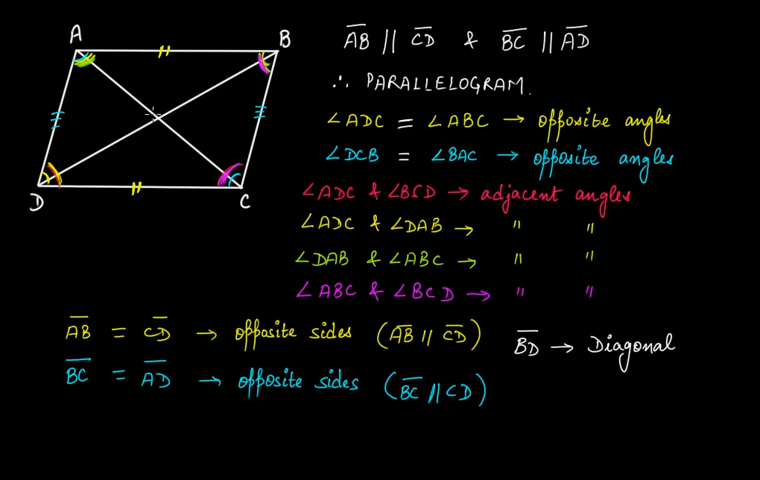 A
B
D
C
AB || CD & BC || AD
∴ PARALLELOGRAM.
∠ADC = ∠ABC → opposite angles
∠DCB = ∠BAC → opposite angles
∠ADC & ∠BCD → adjacent angles
∠ADC & ∠DAB → " "
∠DAB & ∠ABC → " "
∠ABC & ∠BCD → " "
AB = CD → opposite sides (AB || CD)
BD → Diagonal
BC = AD → opposite sides (BC || CD)